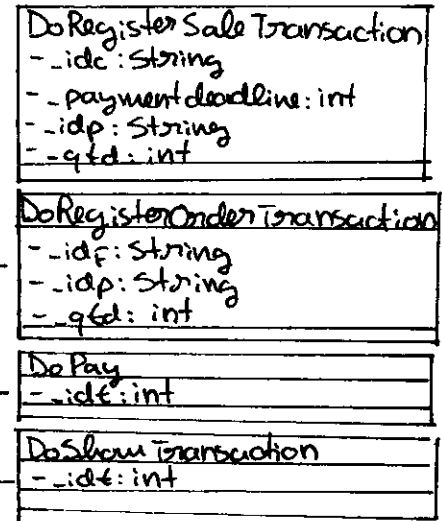 DoRegisterSaleTransaction
- _idc: String
- _paymentdeadline: int
- _idp: String
- _qtd: int
DoRegisterOrderTransaction
- _idf: String
- _idp: String
- _qtd: int
DoPay
- _idt: int
DoShowTransaction
- _idt: int